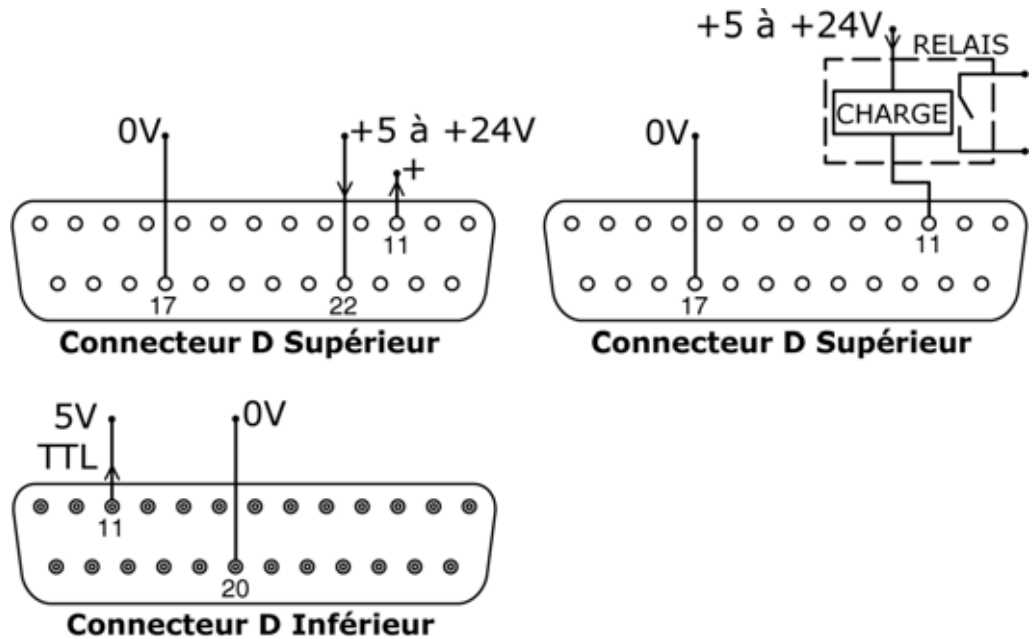 0V
+5 à +24V
+
11
17
22
Connecteur D Supérieur
+5 à +24V
RELAIS
CHARGE
0V
11
17
Connecteur D Supérieur
5V
TTL
0V
11
20
Connecteur D Inférieur